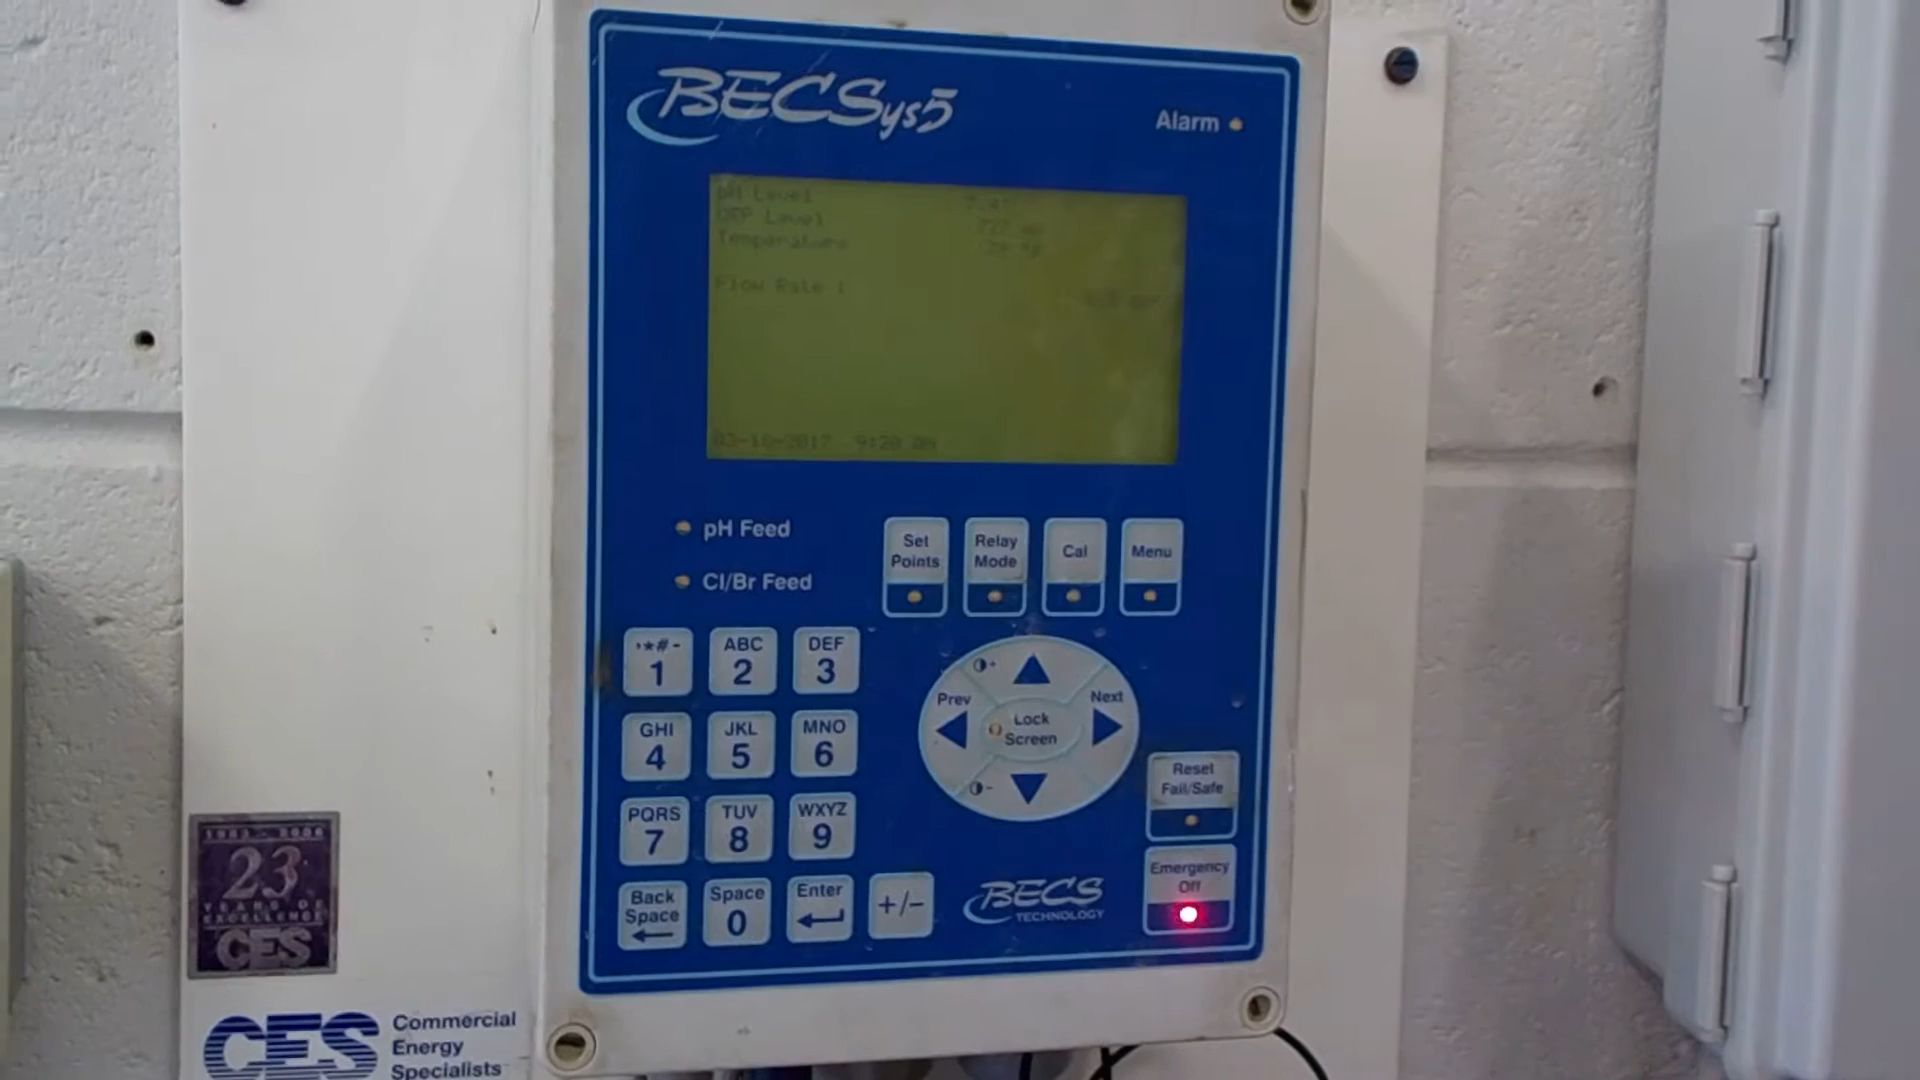 BECSys5
Alarm
pH Level
ORP Level
Temperature
Flow Rate 1
9:20 AM
pH Feed
Cl/Br Feed
Set Points
Relay Mode
Cal
Menu
'*#- 1
ABC 2
DEF 3
GHI 4
JKL 5
MNO 6
PQRS 7
TUV 8
WXYZ 9
Back Space
Space 0
Enter
+/-
Prev
Next
Lock Screen
Reset Fail/Safe
Emergency Off
BECS
TECHNOLOGY
23
YEARS OF
EXCELLENCE
CES
CES
Commercial
Energy
Specialists